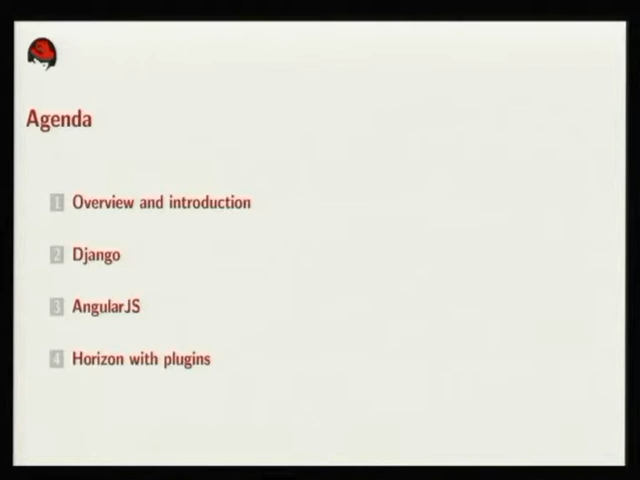 Agenda
1 Overview and introduction
2 Django
3 AngularJS
4 Horizon with plugins